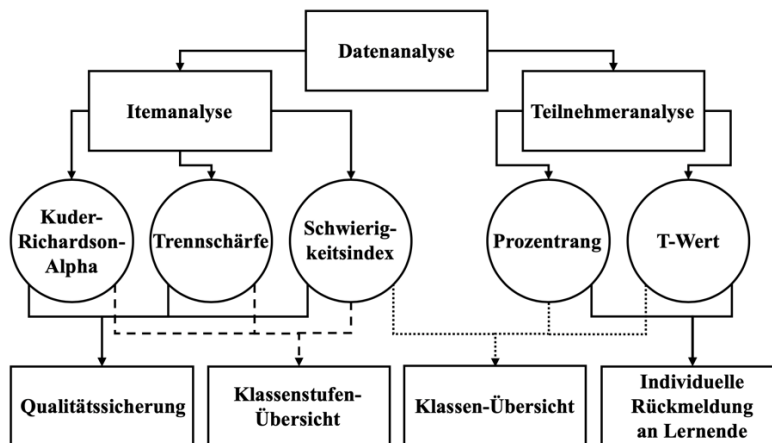 Datenanalyse
Itemanalyse
Teilnehmeranalyse
Kuder-
Richardson-
Alpha
Trennschärfe
Schwierig-
keitsindex
Prozentrang
T-Wert
Qualitätssicherung
Klassenstufen-
Übersicht
Klassen-Übersicht
Individuelle
Rückmeldung
an Lernende